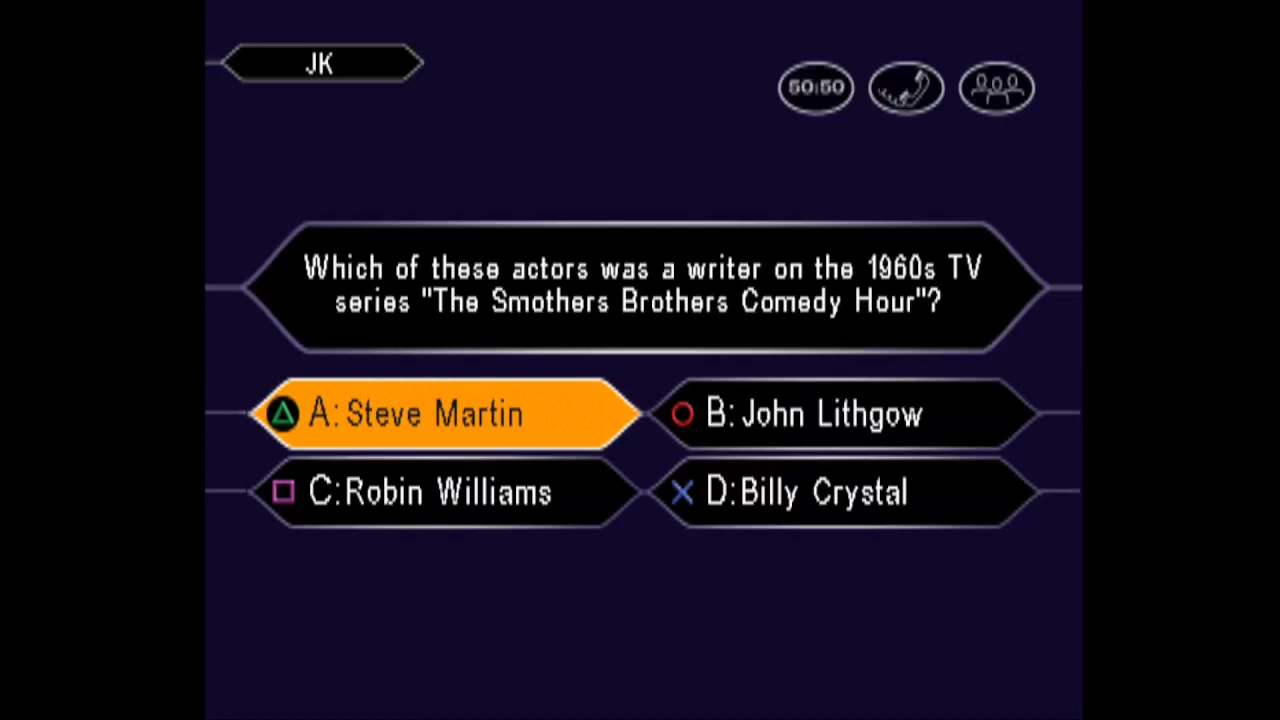 JK
50:50
Which of these actors was a writer on the 1960s TV
series "The Smothers Brothers Comedy Hour"?
A: Steve Martin
B: John Lithgow
C: Robin Williams
D: Billy Crystal